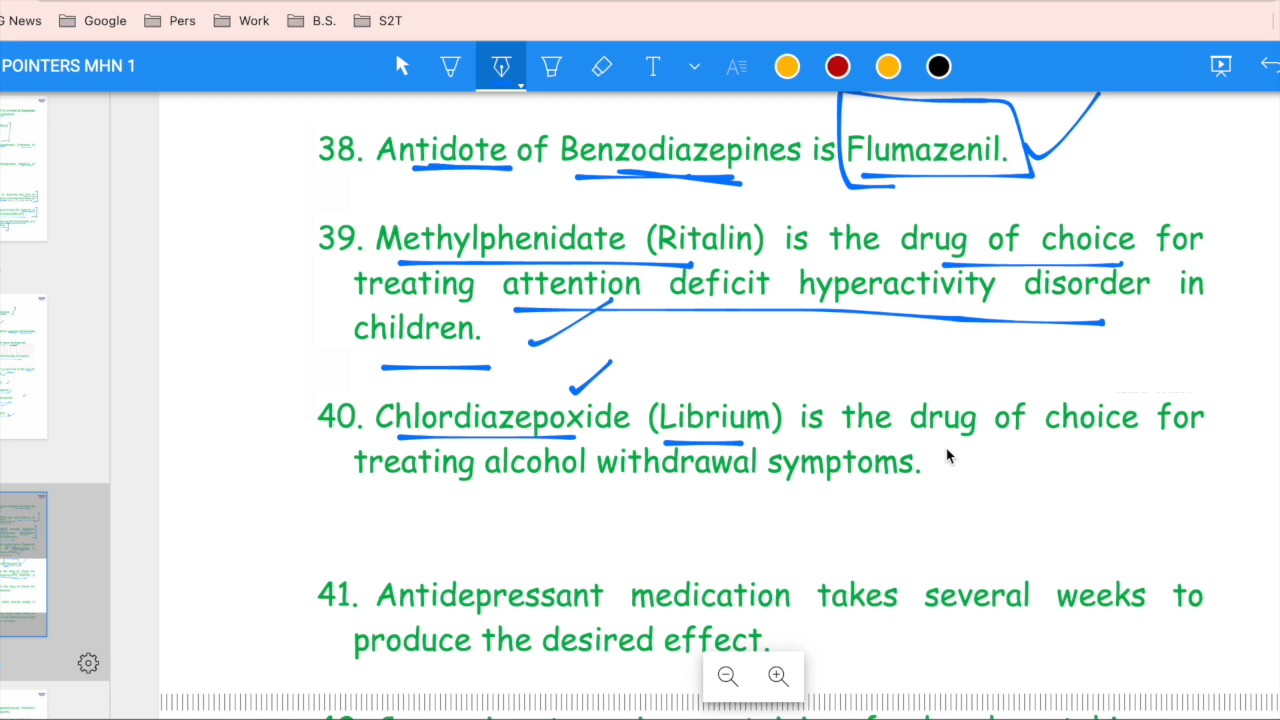 G News Google Pers Work B.S. S2T
POINTERS MHN 1
38. Antidote of Benzodiazepines is Flumazenil.
39. Methylphenidate (Ritalin) is the drug of choice for
treating attention deficit hyperactivity disorder in
children.
40. Chlordiazepoxide (Librium) is the drug of choice for
treating alcohol withdrawal symptoms.
41. Antidepressant medication takes several weeks to
produce the desired effect.